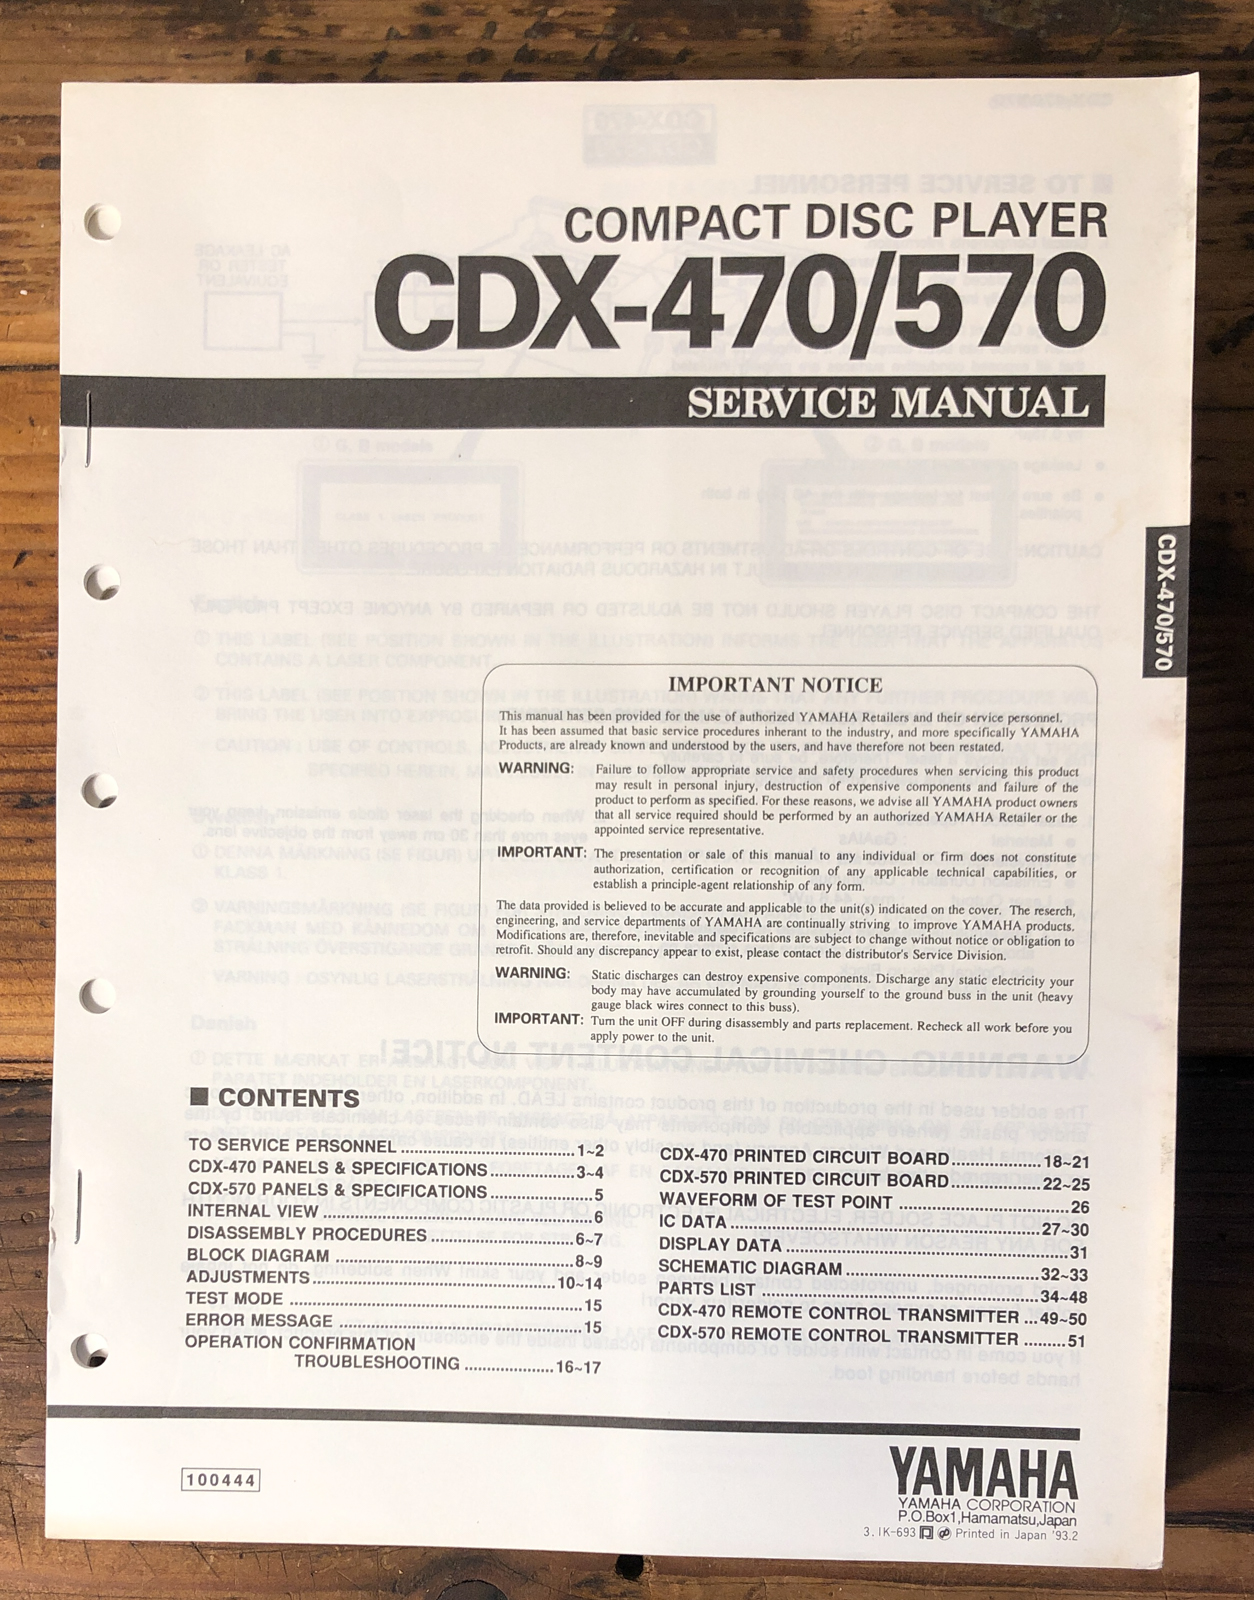 COMPACT DISC PLAYER
CDX-470/570
SERVICE MANUAL
CDX-470/570
IMPORTANT NOTICE
This manual has been provided for the use of authorized YAMAHA Retailers and their service personnel.
It has been assumed that basic service procedures inherant to the industry, and more specifically YAMAHA
Products, are already known and understood by the users, and have therefore not been restated.
WARNING: Failure to follow appropriate service and safety procedures when servicing this product
may result in personal injury, destruction of expensive components and failure of the
product to perform as specified. For these reasons, we advise all YAMAHA product owners
that all service required should be performed by an authorized YAMAHA Retailer or the
appointed service representative.
IMPORTANT: The presentation or sale of this manual to any individual or firm does not constitute
authorization, certification or recognition of any applicable technical capabilities, or
establish a principle-agent relationship of any form.
The data provided is believed to be accurate and applicable to the unit(s) indicated on the cover. The reserch,
engineering, and service departments of YAMAHA are continually striving to improve YAMAHA products.
Modifications are, therefore, inevitable and specifications are subject to change without notice or obligation to
retrofit. Should any discrepancy appear to exist, please contact the distributor's Service Division.
WARNING: Static discharges can destroy expensive components. Discharge any static electricity your
body may have accumulated by grounding yourself to the ground buss in the unit (heavy
gauge black wires connect to this buss).
IMPORTANT: Turn the unit OFF during disassembly and parts replacement. Recheck all work before you
apply power to the unit.
■ CONTENTS
TO SERVICE PERSONNEL ..............................1~2
CDX-470 PANELS & SPECIFICATIONS..............3~4
CDX-570 PANELS & SPECIFICATIONS.................5
INTERNAL VIEW ..............................................6
DISASSEMBLY PROCEDURES ........................6~7
BLOCK DIAGRAM .........................................8~9
ADJUSTMENTS .........................................10~14
TEST MODE ..................................................15
ERROR MESSAGE ..........................................15
OPERATION CONFIRMATION
TROUBLESHOOTING ....................16~17
CDX-470 PRINTED CIRCUIT BOARD ...............18~21
CDX-570 PRINTED CIRCUIT BOARD...............22~25
WAVEFORM OF TEST POINT .............................26
IC DATA ....................................................27~30
DISPLAY DATA ................................................31
SCHEMATIC DIAGRAM ................................32~33
PARTS LIST ..............................................34~48
CDX-470 REMOTE CONTROL TRANSMITTER ...49~50
CDX-570 REMOTE CONTROL TRANSMITTER .........51
100444
YAMAHA
YAMAHA CORPORATION
P.O.Box1,Hamamatsu,Japan
3. IK-693 Printed in Japan '93.2